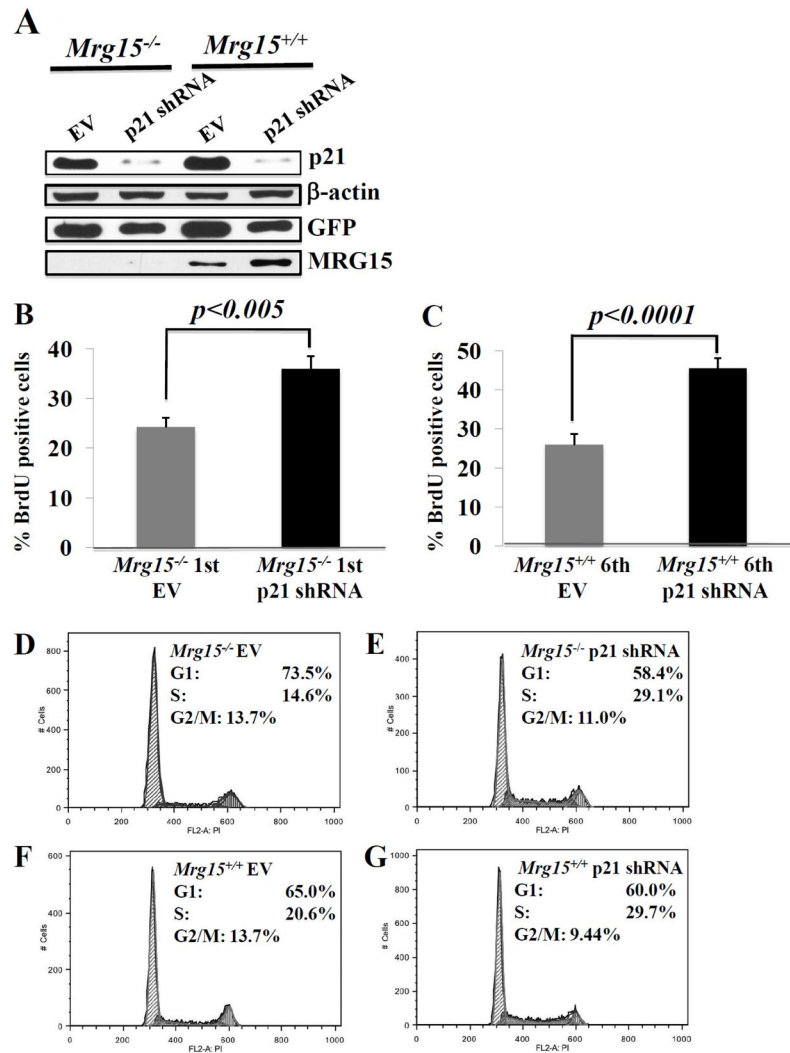 A
Mrg15-/- Mrg15+/+
EV p21 shRNA EV p21 shRNA
p21
β-actin
GFP
MRG15
B
p<0.005
% BrdU positive cells
40
30
20
10
0
Mrg15-/- 1st EV
Mrg15-/- 1st p21 shRNA
C
p<0.0001
% BrdU positive cells
50
40
30
20
10
0
Mrg15+/+ 6th EV
Mrg15+/+ 6th p21 shRNA
D
Mrg15-/- EV
G1: 73.5%
S: 14.6%
G2/M: 13.7%
# Cells
800
600
400
200
0
0 200 400 600 800 1000
FL2-A: PI
E
Mrg15-/- p21 shRNA
G1: 58.4%
S: 29.1%
G2/M: 11.0%
# Cells
400
300
200
100
0
0 200 400 600 800 1000
FL2-A: PI
F
Mrg15+/+ EV
G1: 65.0%
S: 20.6%
G2/M: 13.7%
# Cells
600
400
200
0
0 200 400 600 800 1000
FL2-A: PI
G
Mrg15+/+ p21 shRNA
G1: 60.0%
S: 29.7%
G2/M: 9.44%
# Cells
1000
800
600
400
200
0
0 200 400 600 800 1000
FL2-A: PI